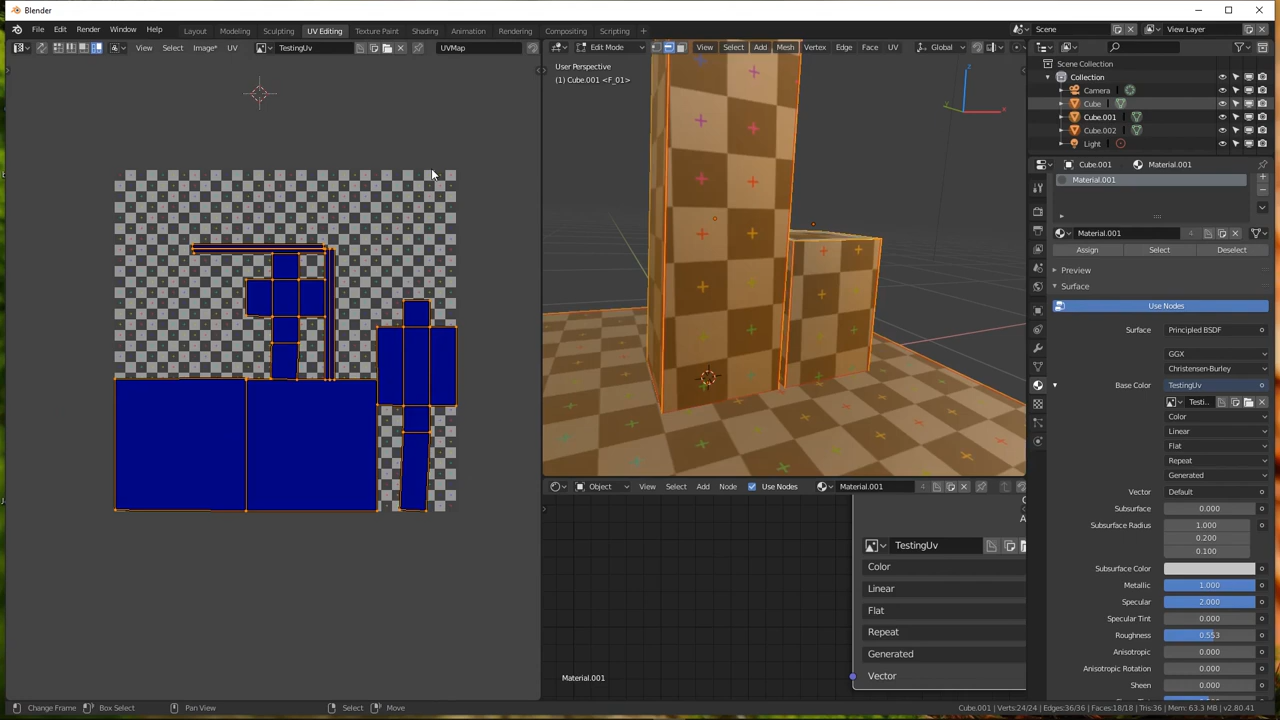 Blender
File Edit Render Window Help Layout Modeling Sculpting UV Editing Texture Paint Shading Animation Rendering Compositing Scripting + Scene View Layer
View Select Image* UV TestingUv UVMap
Edit Mode View Select Add Mesh Vertex Edge Face UV Global
User Perspective
(1) Cube.001 <F_01>
Scene Collection
Collection
Camera
Cube
Cube.001
Cube.002
Light
Cube.001 Material.001
Material.001
Material.001 4
Assign Select Deselect
Preview
Surface
Use Nodes
Surface Principled BSDF
GGX
Christensen-Burley
Base Color TestingUv
Testi..
Color
Linear
Flat
Repeat
Generated
Vector Default
Subsurface 0.000
Subsurface Radius 1.000
0.200
0.100
Subsurface Color
Metallic 1.000
Specular 2.000
Specular Tint 0.000
Roughness 0.553
Anisotropic 0.000
Anisotropic Rotation 0.000
Sheen 0.000
Object View Select Add Node Use Nodes Material.001 4
TestingUv
Color
Linear
Flat
Repeat
Generated
Vector
Material.001
Change Frame Box Select Pan View Select Move
Cube.001 | Verts:24/24 | Edges:36/36 | Faces:18/18 | Tris:36 | Mem: 63.3 MB | v2.80.41